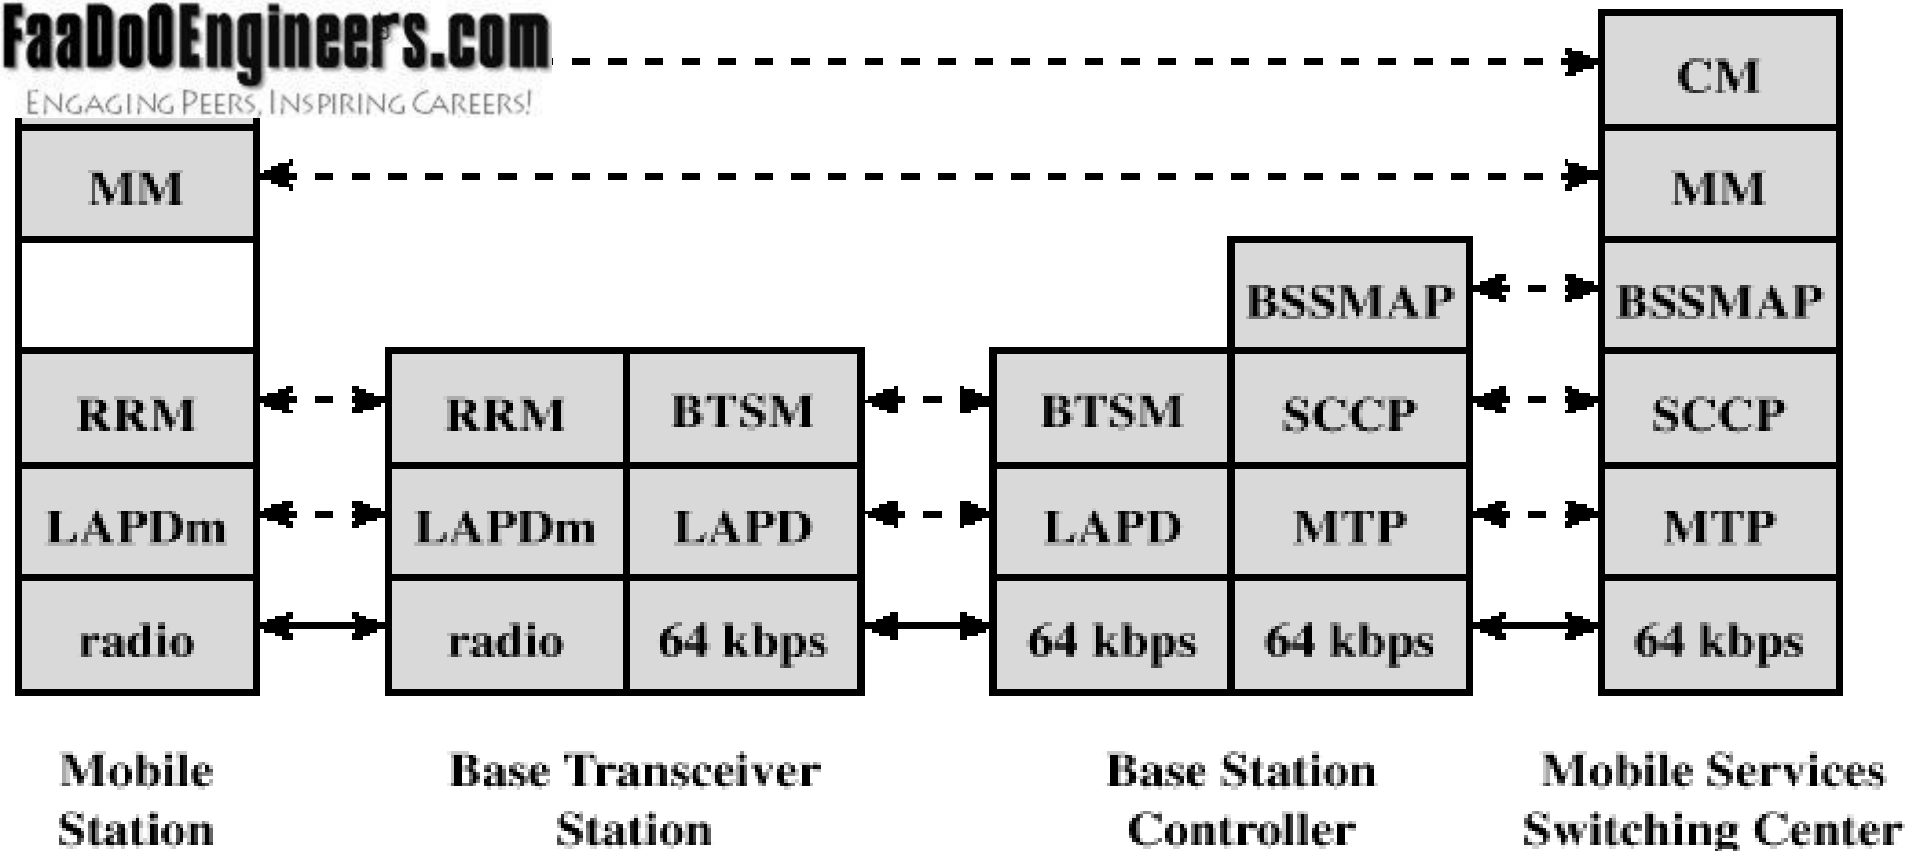 FaaDoOEngineers.com
ENGAGING PEERS, INSPIRING CAREERS!
CM
MM
MM
BSSMAP
BSSMAP
RRM
RRM
BTSM
BTSM
SCCP
SCCP
LAPDm
LAPDm
LAPD
LAPD
MTP
MTP
radio
radio
64 kbps
64 kbps
64 kbps
64 kbps
Mobile
Station
Base Transceiver
Station
Base Station
Controller
Mobile Services
Switching Center